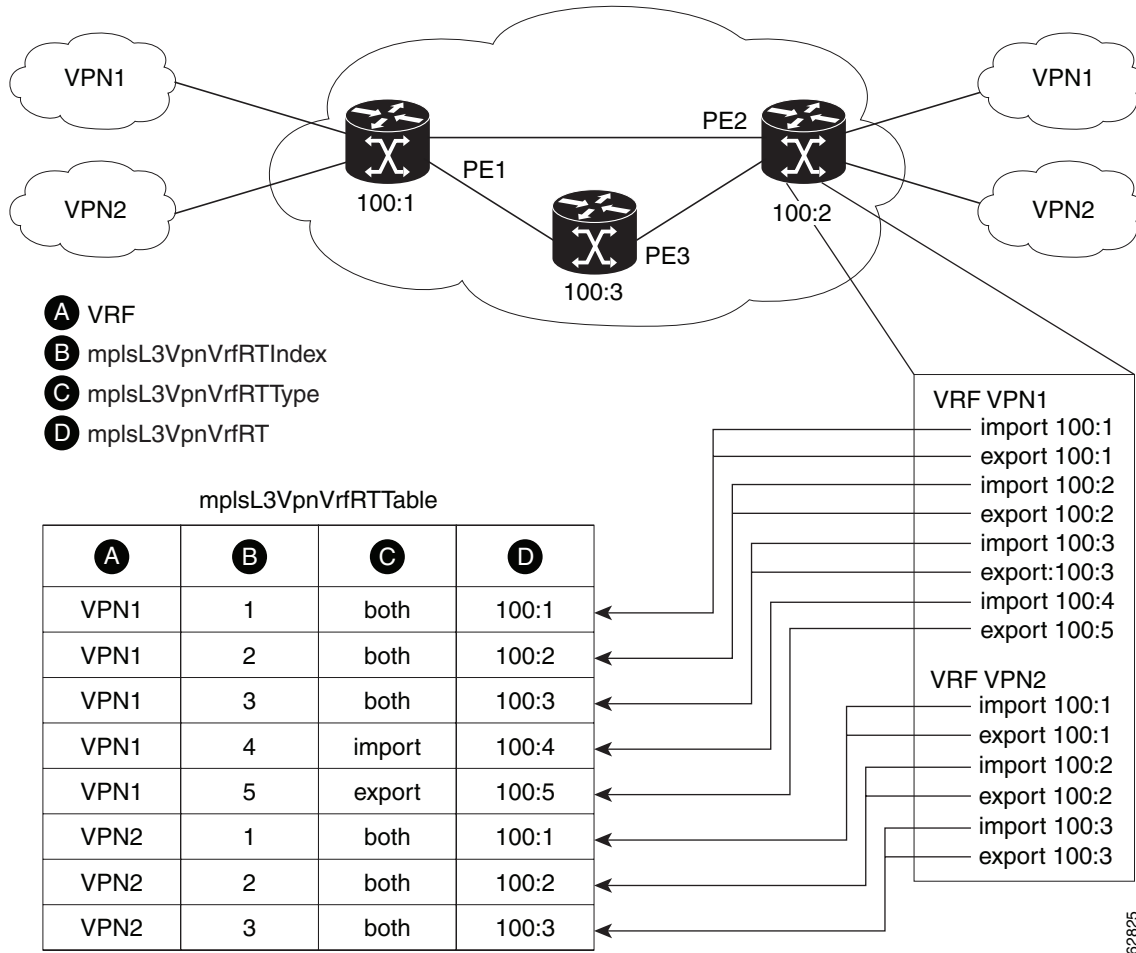 VPN1
VPN2
PE1
PE2
PE3
100:1
100:2
100:3
VPN1
VPN2
A VRF
B mplsL3VpnVrfRTIndex
C mplsL3VpnVrfRTType
D mplsL3VpnVrfRT
VRF VPN1
import 100:1
export 100:1
import 100:2
export 100:2
import 100:3
export:100:3
import 100:4
export 100:5
VRF VPN2
import 100:1
export 100:1
import 100:2
export 100:2
import 100:3
export 100:3
mplsL3VpnVrfRTTable
A B C D
VPN1 1 both 100:1
VPN1 2 both 100:2
VPN1 3 both 100:3
VPN1 4 import 100:4
VPN1 5 export 100:5
VPN2 1 both 100:1
VPN2 2 both 100:2
VPN2 3 both 100:3
62825